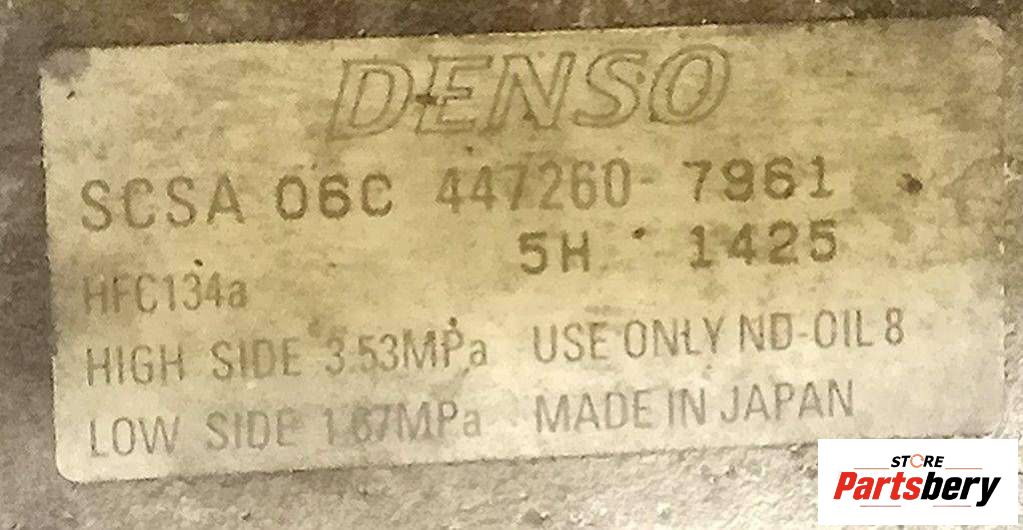 DENSO
SCSA 06C 447260-7961
5H 1425
HFC134a
HIGH SIDE 3.53MPa USE ONLY ND-OIL 8
LOW SIDE 1.67MPa MADE IN JAPAN
STORE
Partsbery